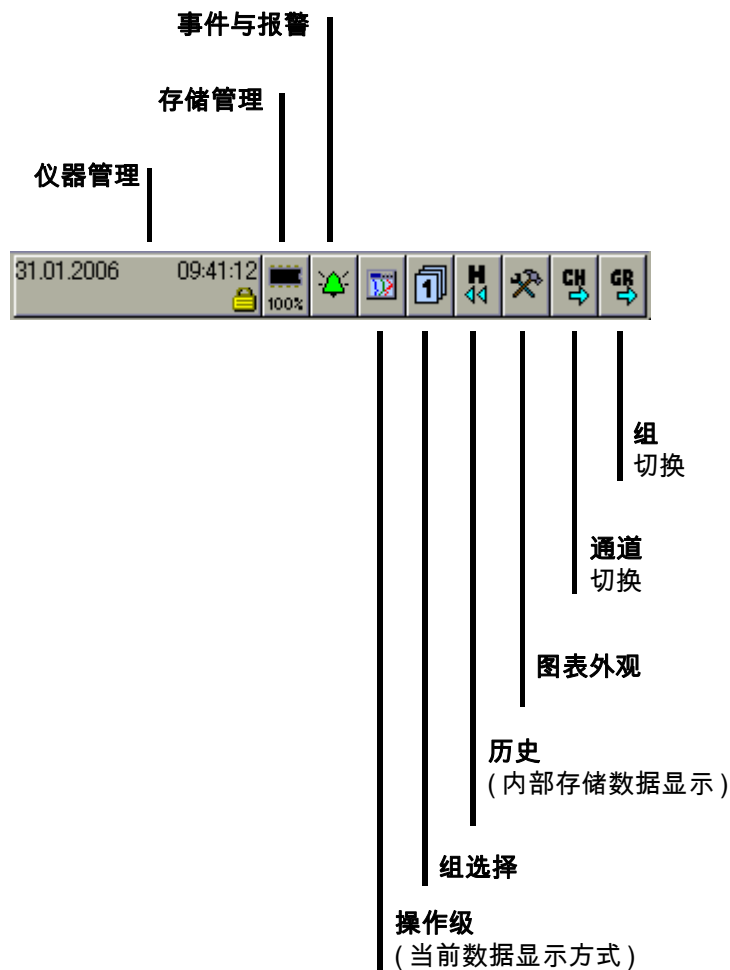 事件与报警
存储管理
仪器管理
31.01.2006 09:41:12
100%
1
H
CH
GR
组
切换
通道
切换
图表外观
历史
(内部存储数据显示)
组选择
操作级
(当前数据显示方式)